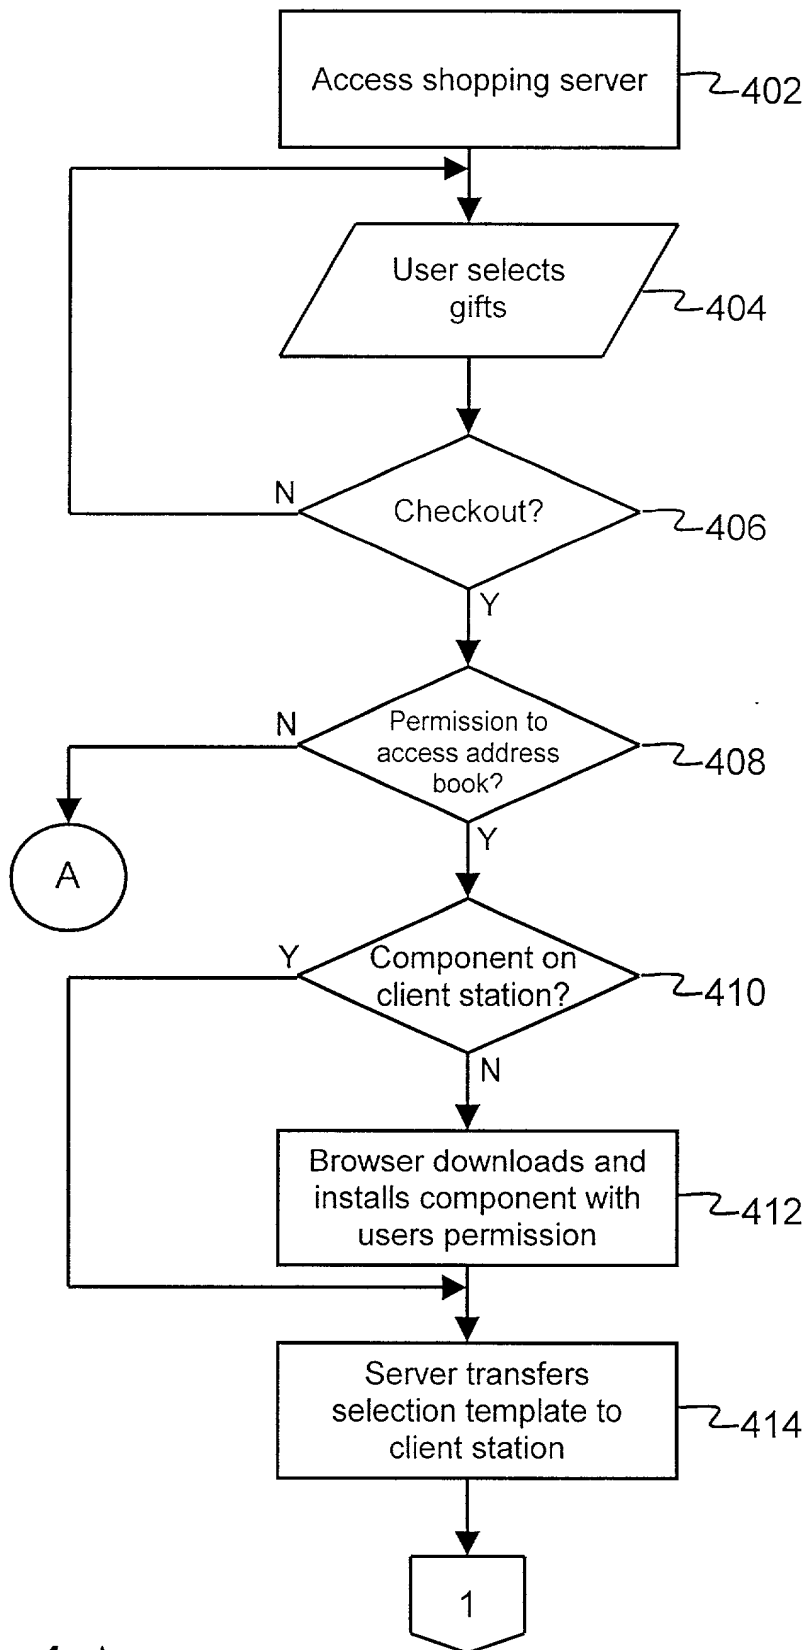 Access shopping server
402
User selects
gifts
404
N
Checkout?
406
Y
N
Permission to
access address
book?
408
Y
A
Y
Component on
client station?
410
N
Browser downloads and
installs component with
users permission
412
Server transfers
selection template to
client station
414
1